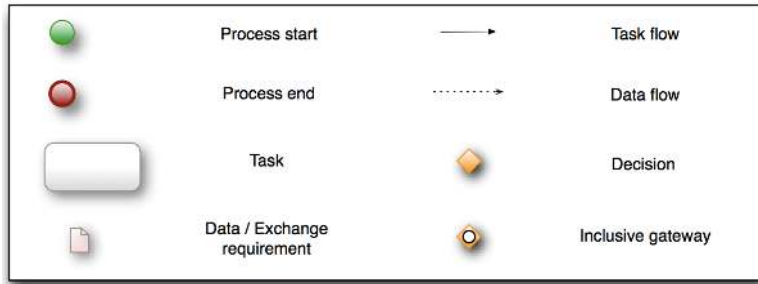 Process start
Task flow
Process end
Data flow
Task
Decision
Data / Exchange
requirement
Inclusive gateway